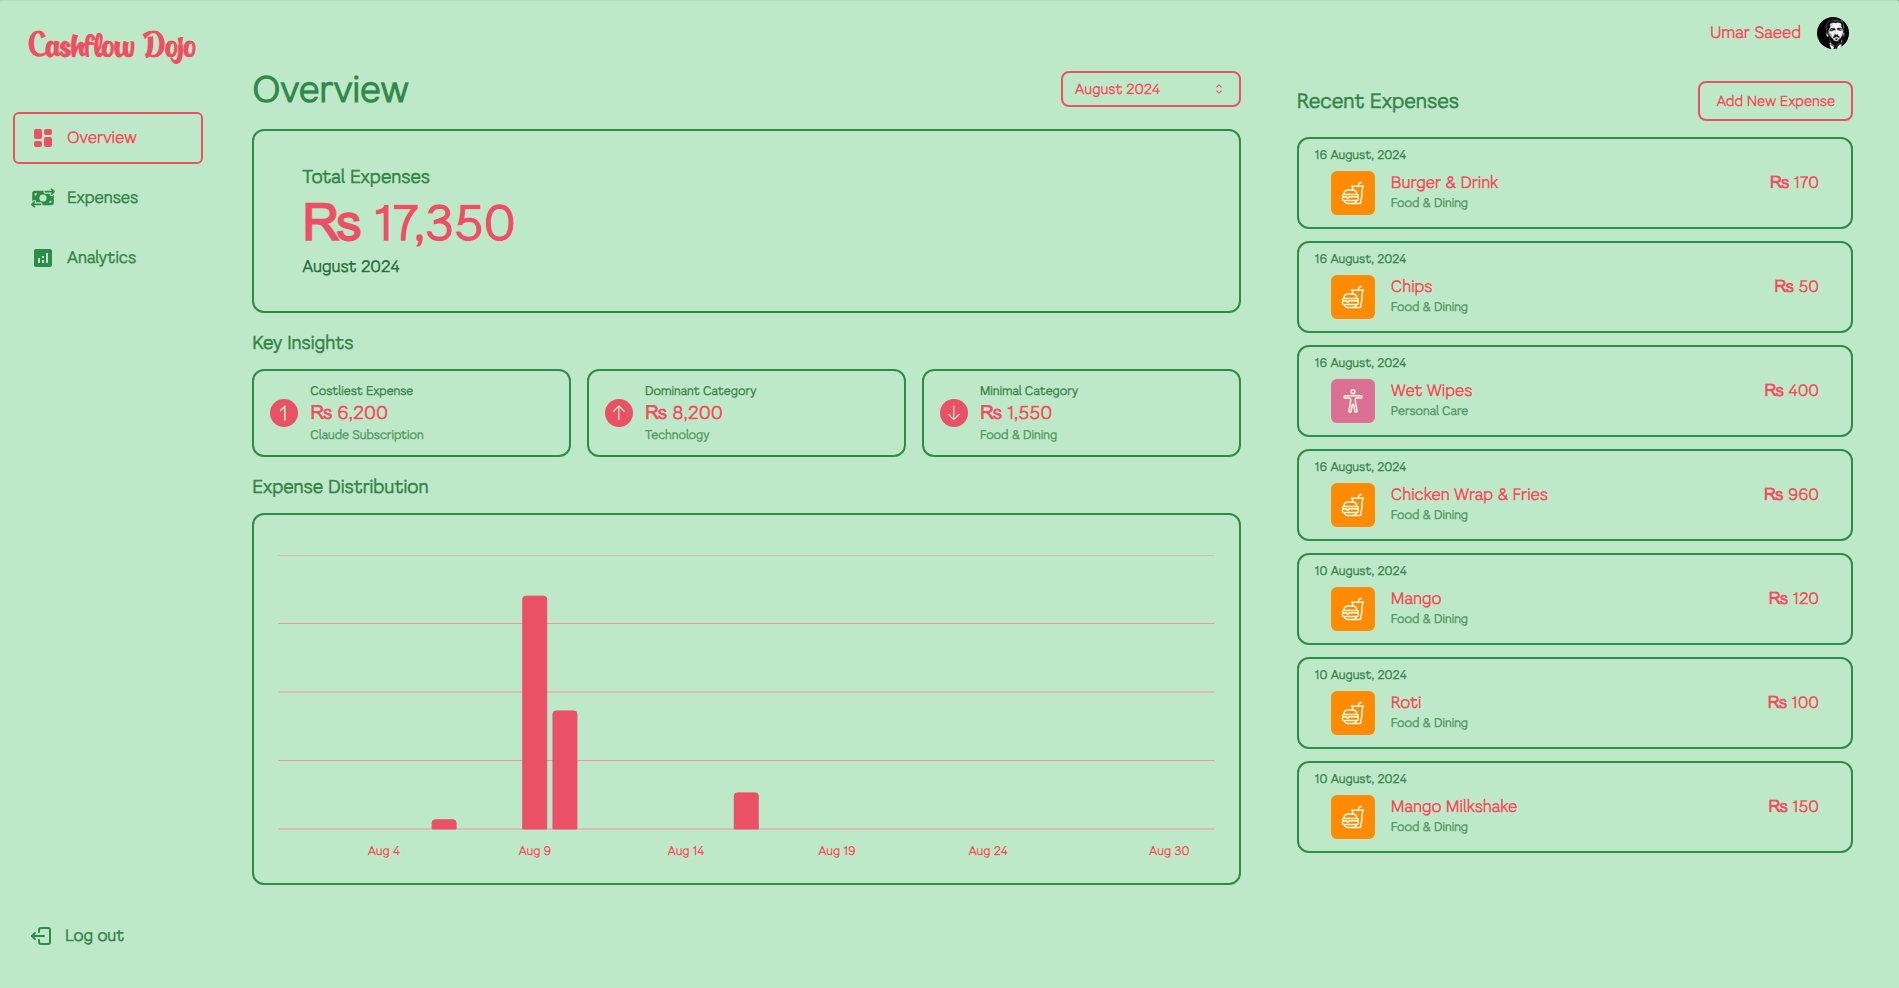 Cashflow Dojo
Overview
Expenses
Analytics
Log out
Overview
August 2024
Total Expenses
Rs 17,350
August 2024
Key Insights
1
Costliest Expense
Rs 6,200
Claude Subscription
Dominant Category
Rs 8,200
Technology
Minimal Category
Rs 1,550
Food & Dining
Expense Distribution
Aug 4
Aug 9
Aug 14
Aug 19
Aug 24
Aug 30
Umar Saeed
Recent Expenses
Add New Expense
16 August, 2024
Burger & Drink
Rs 170
Food & Dining
16 August, 2024
Chips
Rs 50
Food & Dining
16 August, 2024
Wet Wipes
Rs 400
Personal Care
16 August, 2024
Chicken Wrap & Fries
Rs 960
Food & Dining
10 August, 2024
Mango
Rs 120
Food & Dining
10 August, 2024
Roti
Rs 100
Food & Dining
10 August, 2024
Mango Milkshake
Rs 150
Food & Dining